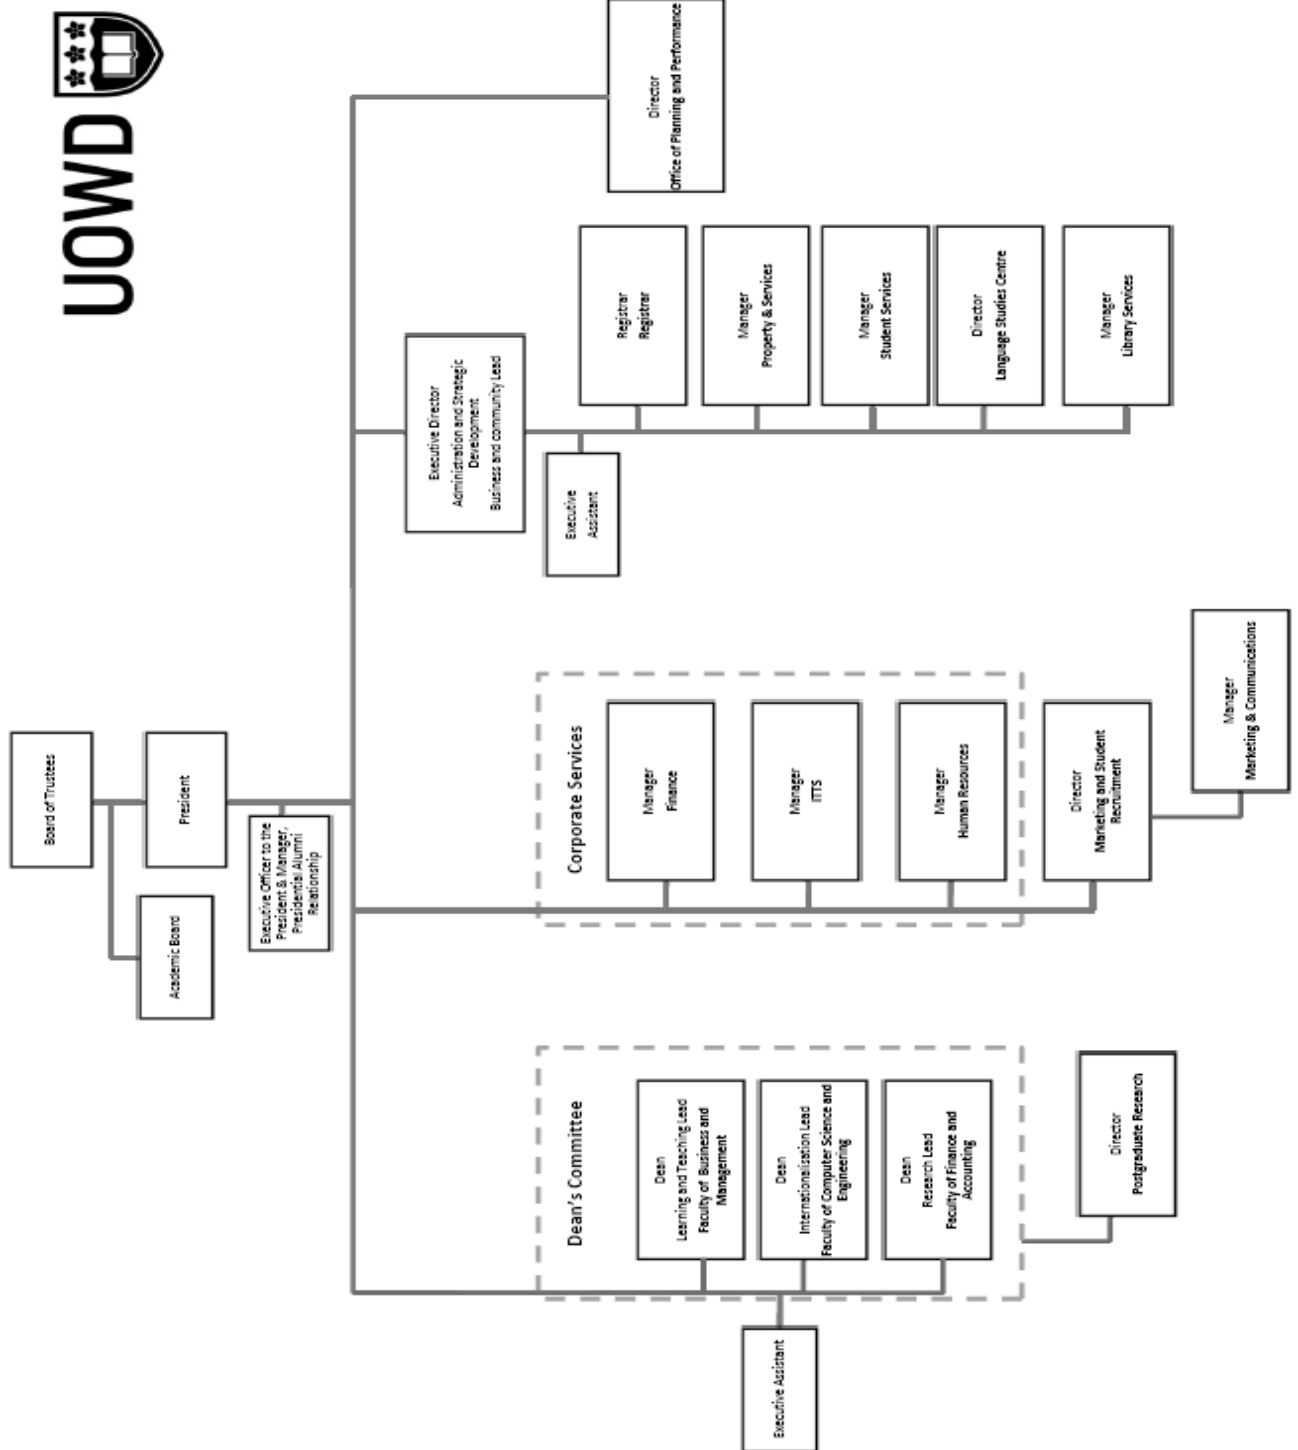 UOWD
Board of Trustees
President
Academic Board
Executive Officer to the
President & Manager,
Presidential Alumni
Relationship
Dean's Committee
Dean
Learning and Teaching Lead
Faculty of Business and
Management
Dean
Internationalisation Lead
Faculty of Computer Science and
Engineering
Dean
Research Lead
Faculty of Finance and
Accounting
Executive Assistant
Director
Postgraduate Research
Corporate Services
Manager
Finance
Manager
ITTS
Manager
Human Resources
Director
Marketing and Student
Recruitment
Manager
Marketing & Communications
Executive Director
Administration and Strategic
Development
Business and community Lead
Executive
Assistant
Registrar
Registrar
Manager
Property & Services
Manager
Student Services
Director
Language Studies Centre
Manager
Library Services
Director
Office of Planning and Performance